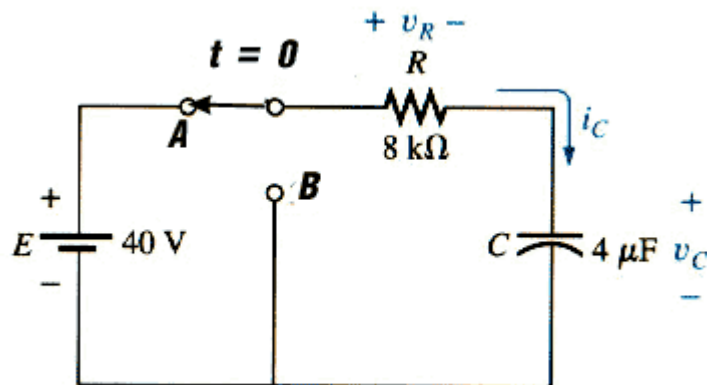 + v_R −
t = 0
R
A
8 kΩ
i_C
B
+
E
40 V
−
C
4 μF
+
v_C
−